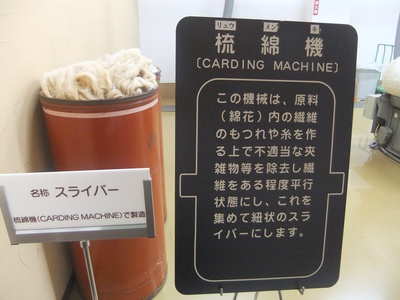 リュウ メン キ
梳綿機
〔CARDING MACHINE〕
この機械は、原料
（綿花）内の繊維
のもつれや糸を作
る上で不適当な夾
雑物等を除去し繊
維をある程度平行
状態にし、これを
集めて紐状のスラ
イバーにします。
名称 スライバー
梳綿機(CARDING MACHINE)で製造